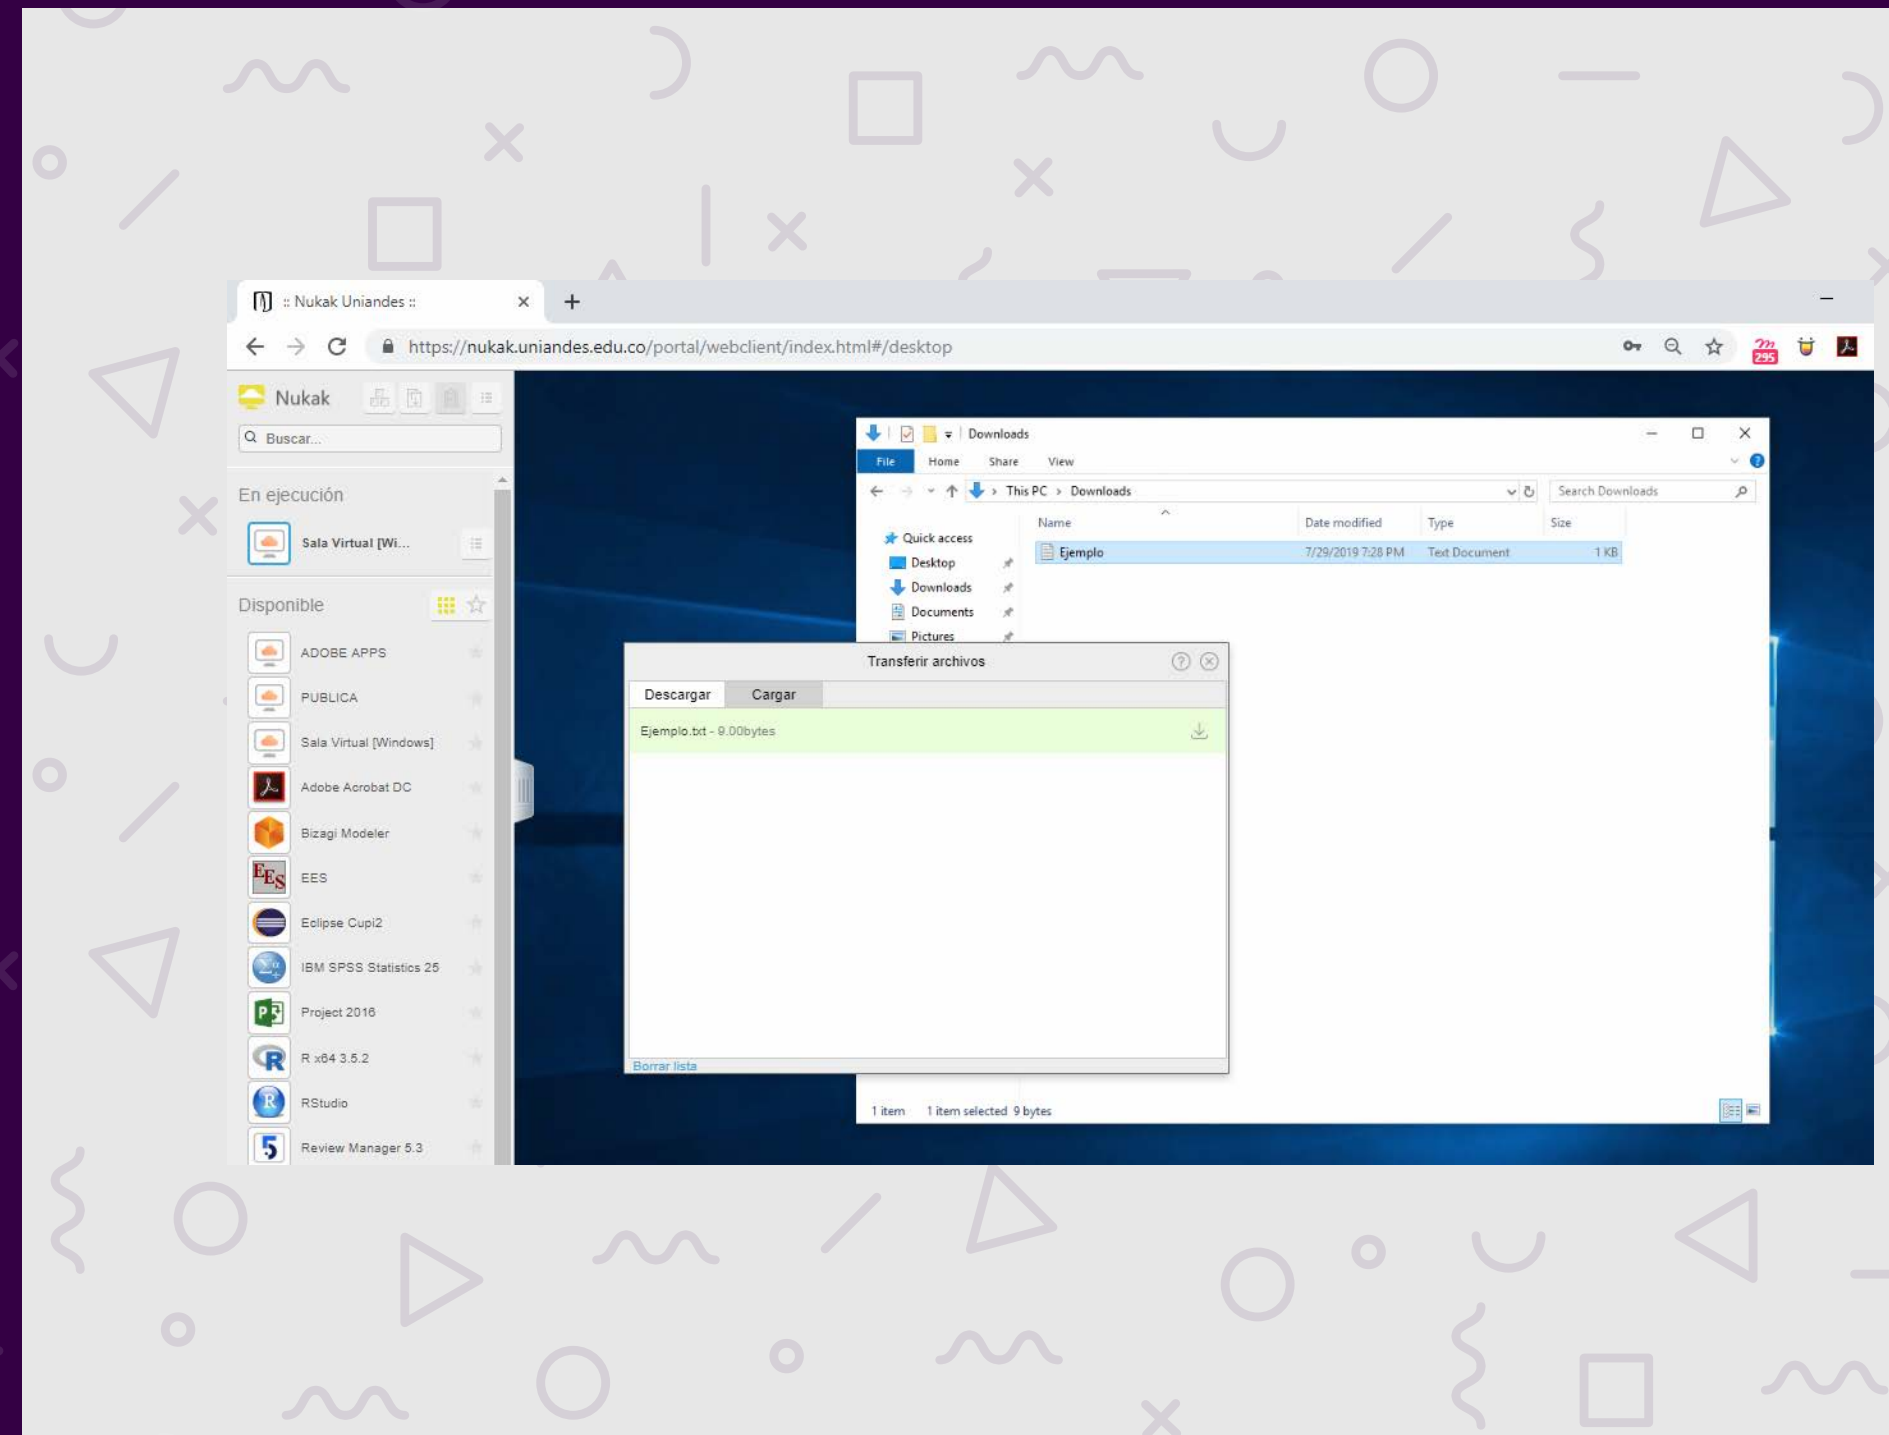 :: Nukak Uniandes ::
https://nukak.uniandes.edu.co/portal/webclient/index.html#/desktop
295
Nukak
Buscar...
En ejecución
Sala Virtual [Wi...
Disponible
ADOBE APPS
PUBLICA
Sala Virtual [Windows]
Adobe Acrobat DC
Bizagi Modeler
EES
EES
Eclipse Cupi2
IBM SPSS Statistics 25
Project 2016
R x64 3.5.2
RStudio
5
Review Manager 5.3
Downloads
File Home Share View
This PC > Downloads
Search Downloads
Name Date modified Type Size
Quick access
Desktop
Downloads
Documents
Pictures
Ejemplo 7/29/2019 7:28 PM Text Document 1 KB
Transferir archivos
Descargar Cargar
Ejemplo.txt - 9.00bytes
Borrar lista
1 item 1 item selected 9 bytes